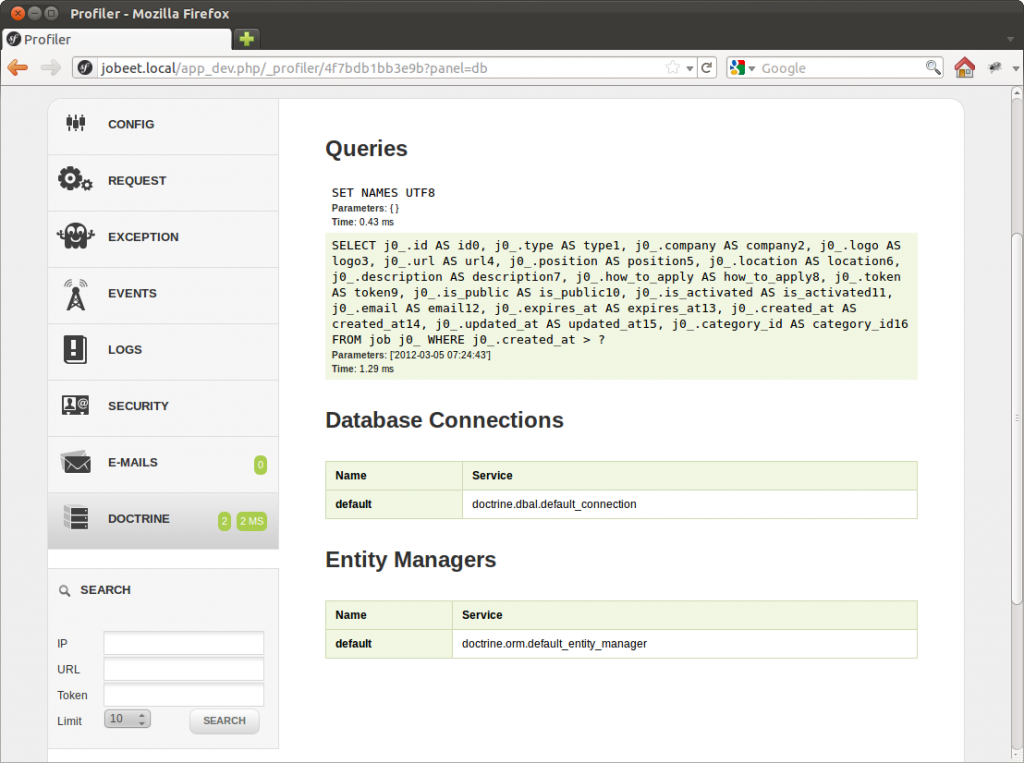 Profiler - Mozilla Firefox
Profiler
jobeet.local/app_dev.php/_profiler/4f7bdb1bb3e9b?panel=db
Google
CONFIG
REQUEST
EXCEPTION
EVENTS
LOGS
SECURITY
E-MAILS 0
DOCTRINE 2 2 MS
SEARCH
IP
URL
Token
Limit 10 SEARCH
Queries
SET NAMES UTF8
Parameters: { }
Time: 0.43 ms
SELECT j0_.id AS id0, j0_.type AS type1, j0_.company AS company2, j0_.logo AS
logo3, j0_.url AS url4, j0_.position AS position5, j0_.location AS location6,
j0_.description AS description7, j0_.how_to_apply AS how_to_apply8, j0_.token
AS token9, j0_.is_public AS is_public10, j0_.is_activated AS is_activated11,
j0_.email AS email12, j0_.expires_at AS expires_at13, j0_.created_at AS
created_at14, j0_.updated_at AS updated_at15, j0_.category_id AS category_id16
FROM job j0_ WHERE j0_.created_at > ?
Parameters: ['2012-03-05 07:24:43']
Time: 1.29 ms
Database Connections
Name Service
default doctrine.dbal.default_connection
Entity Managers
Name Service
default doctrine.orm.default_entity_manager